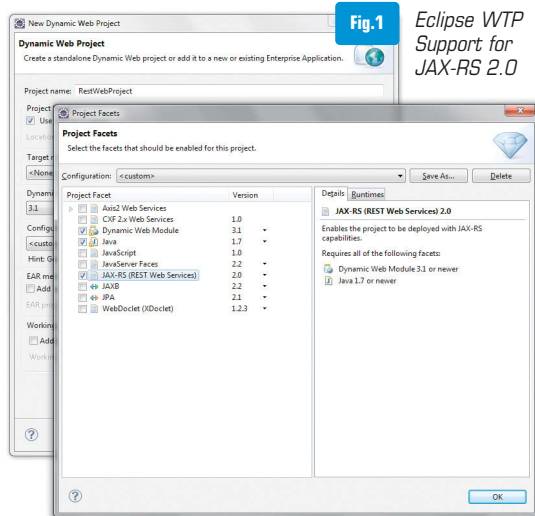 New Dynamic Web Project
Fig.1
Eclipse WTP
Support for
JAX-RS 2.0
Dynamic Web Project
Create a standalone Dynamic Web project or add it to a new or existing Enterprise Application.
Project name: RestWebProject
Project
Use
Location
Target r
<None
Dynami
3.1
Configu
<custo
Hint: Ge
EAR me
Add
EAR proj
Working
Add
Workin
Project Facets
Project Facets
Select the facets that should be enabled for this project.
Configuration: <custom>
Save As...
Delete
Project Facet Version
Axis2 Web Services
CXF 2.x Web Services 1.0
Dynamic Web Module 3.1
Java 1.7
JavaScript 1.0
JavaServer Faces 2.2
JAX-RS (REST Web Services) 2.0
JAXB 2.2
JPA 2.1
WebDoclet (XDoclet) 1.2.3
Details Runtimes
JAX-RS (REST Web Services) 2.0
Enables the project to be deployed with JAX-RS
capabilities.
Requires all of the following facets:
Dynamic Web Module 3.1 or newer
Java 1.7 or newer
OK